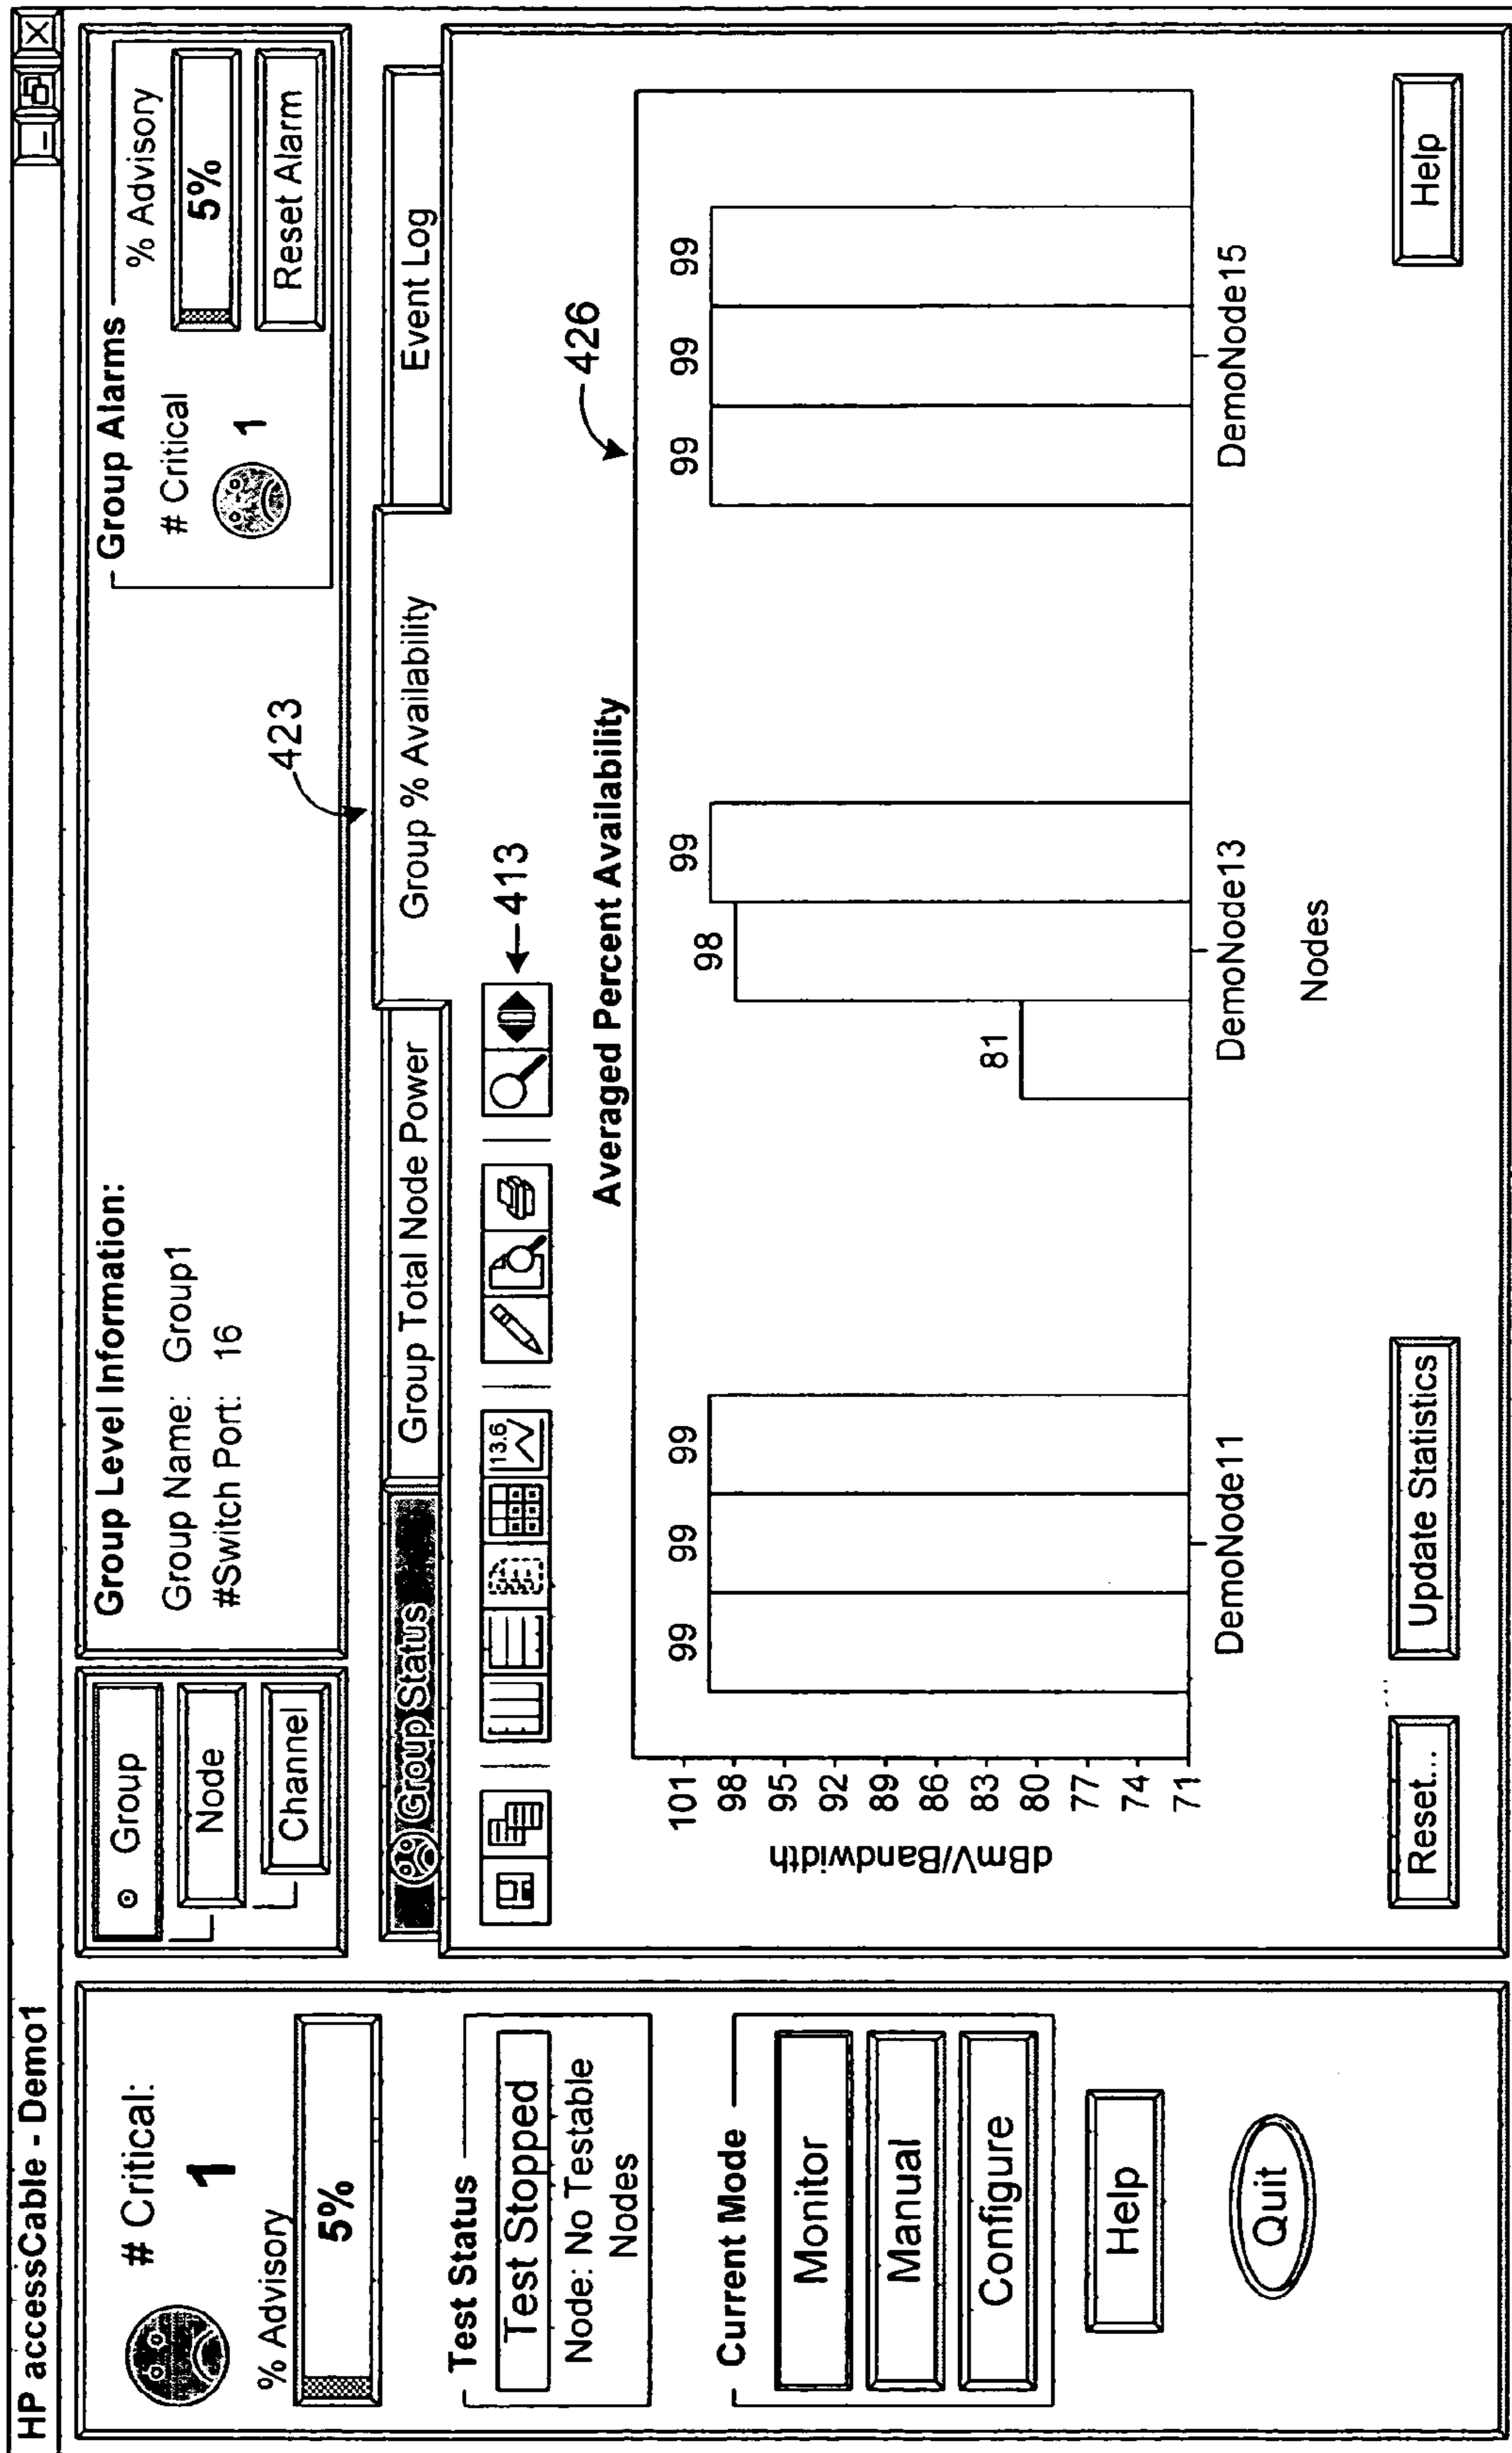 HP accessCable - Demo1
# Critical:
1
% Advisory
5%
Test Status
Test Stopped
Node: No Testable
Nodes
Current Mode
Monitor
Manual
Configure
Help
Quit
Group
Node
Channel
Group Level Information:
Group Name: Group1
#Switch Port: 16
Group Alarms
# Critical
1
% Advisory
5%
Reset Alarm
423
Group Status
Group Total Node Power
Group % Availability
Event Log
13.6
413
Averaged Percent Availability
426
dBmV/Bandwidth
101
98
95
92
89
86
83
80
77
74
71
99 99 99
81 98 99
99 99 99
DemoNode11
DemoNode13
DemoNode15
Nodes
Reset...
Update Statistics
Help